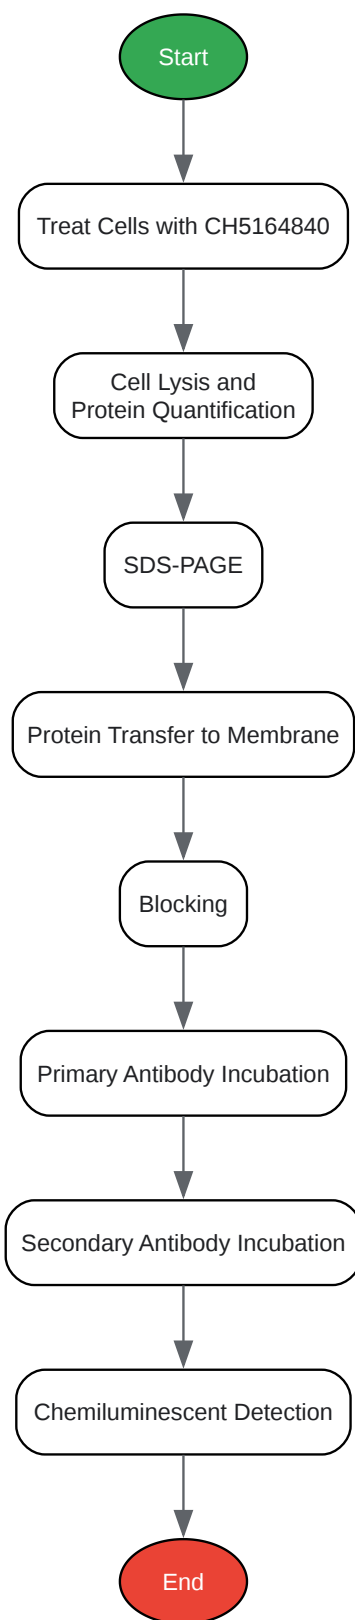 Start
Treat Cells with CH5164840
Cell Lysis and
Protein Quantification
SDS-PAGE
Protein Transfer to Membrane
Blocking
Primary Antibody Incubation
Secondary Antibody Incubation
Chemiluminescent Detection
End